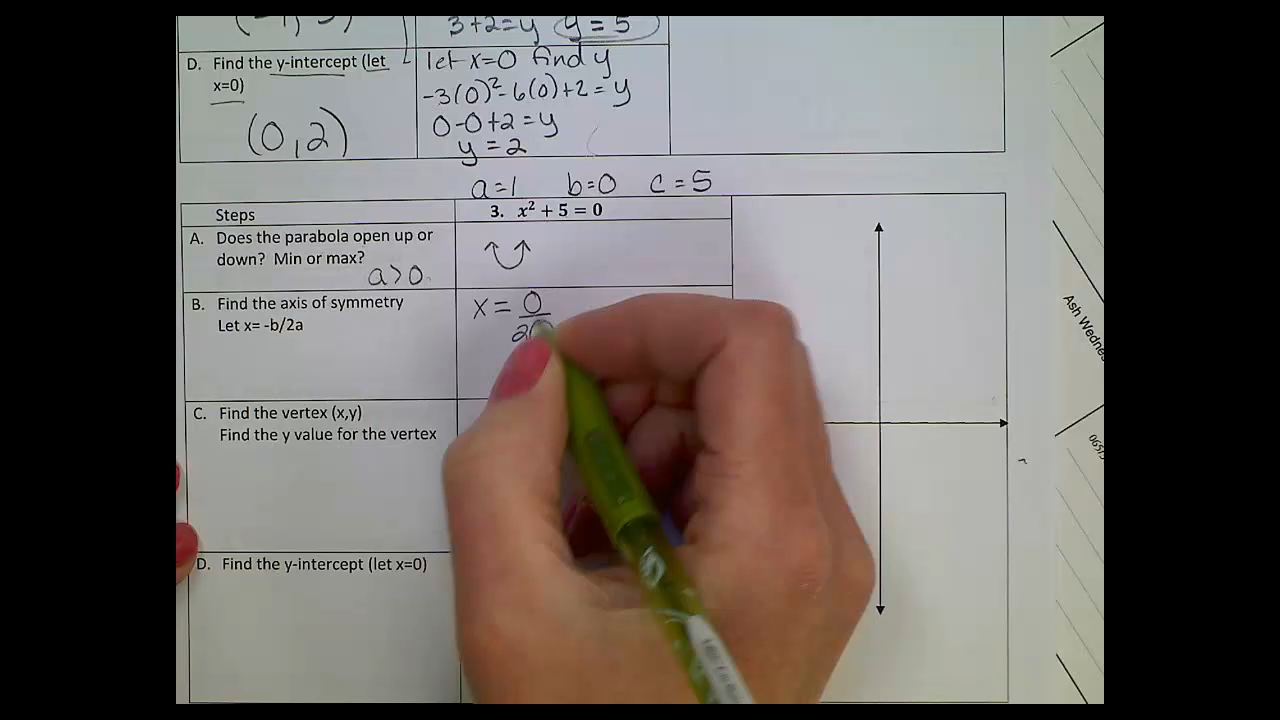 3+2=y y = 5
D. Find the y-intercept (let
x=0)
(0,2)
let x=0 find y
-3(0)²-6(0)+2=y
0-0+2=y
y=2
a=1 b=0 c=5
Steps
3. x² + 5 = 0
A. Does the parabola open up or
down? Min or max?
a>0
B. Find the axis of symmetry
Let x= -b/2a
x = 0
2(
C. Find the vertex (x,y)
Find the y value for the vertex
D. Find the y-intercept (let x=0)
Ash Wednes